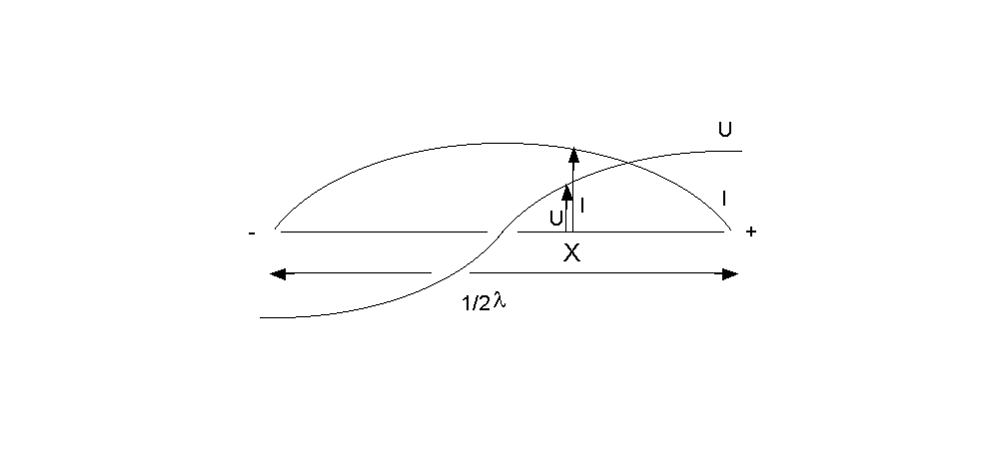 U
I
U I
- +
X
1/2λ